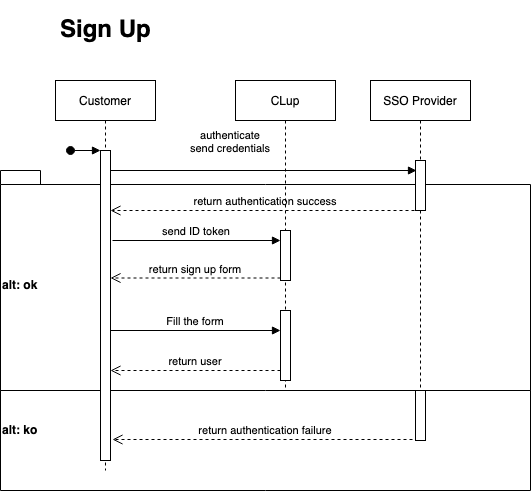 Sign Up
Customer
CLup
SSO Provider
authenticate
send credentials
return authentication success
send ID token
return sign up form
alt: ok
Fill the form
return user
alt: ko
return authentication failure